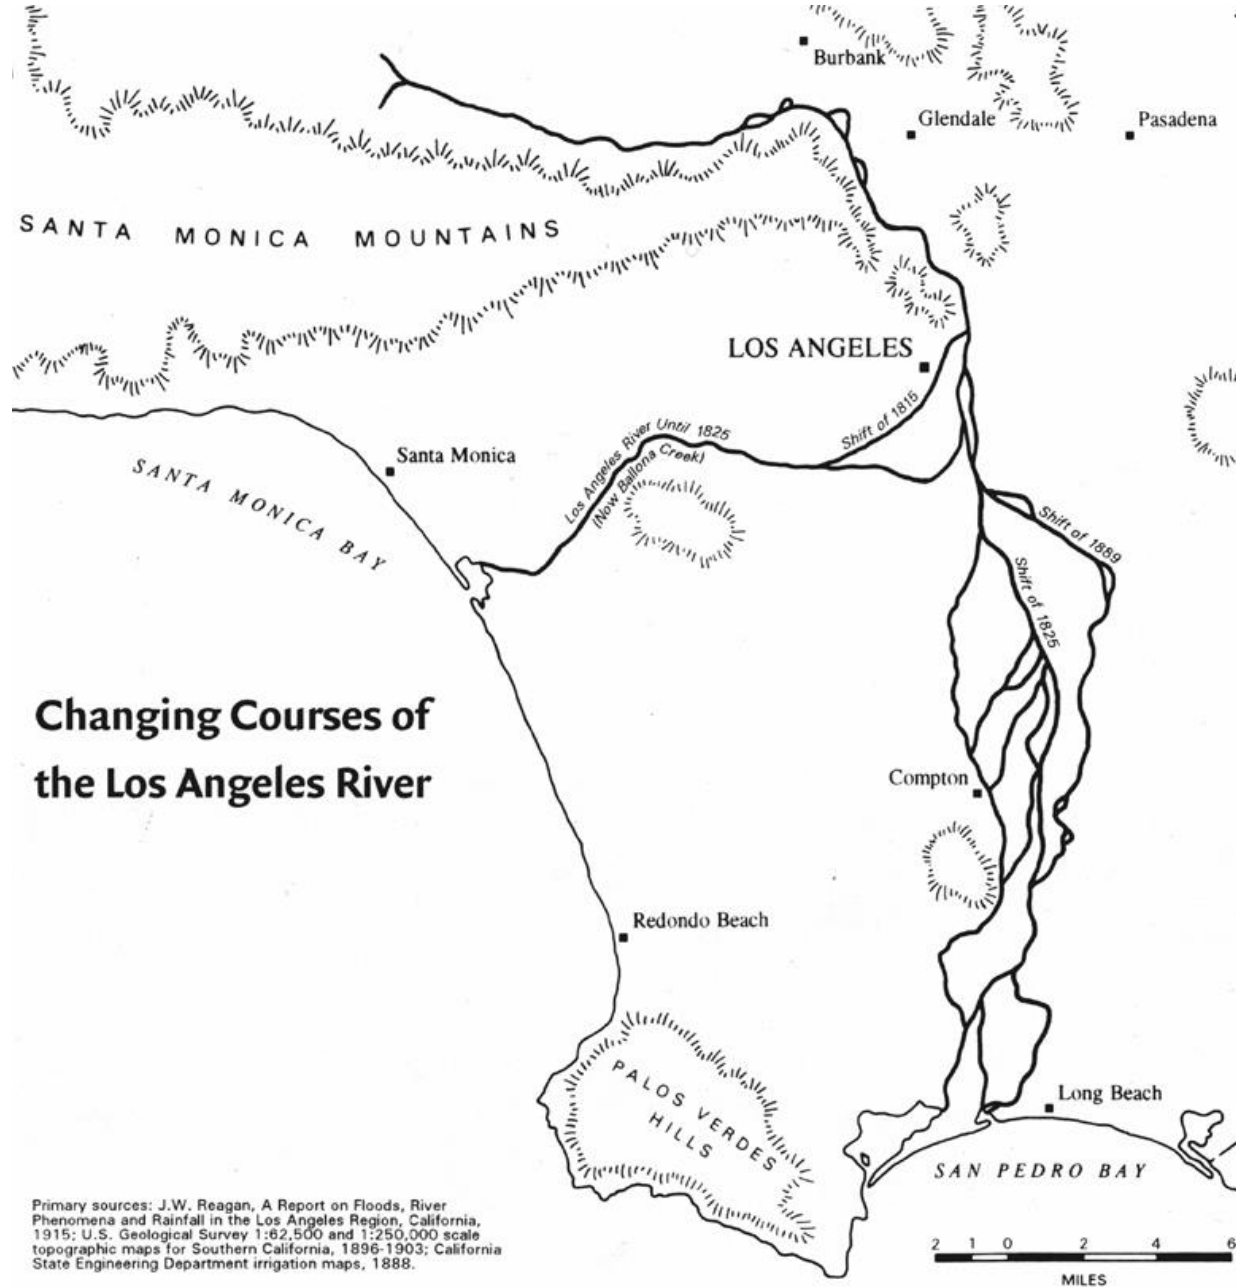 Burbank
Glendale
Pasadena
SANTA MONICA MOUNTAINS
LOS ANGELES
Shift of 1815
Los Angeles River Until 1825
(Now Ballona Creek)
Santa Monica
SANTA MONICA BAY
Shift of 1889
Shift of 1825
Changing Courses of
the Los Angeles River
Compton
Redondo Beach
PALOS VERDES
HILLS
Long Beach
SAN PEDRO BAY
Primary sources: J.W. Reagan, A Report on Floods, River
Phenomena and Rainfall in the Los Angeles Region, California,
1915; U.S. Geological Survey 1:62,500 and 1:250,000 scale
topographic maps for Southern California, 1896-1903; California
State Engineering Department irrigation maps, 1888.
2 1 0 2 4 6
MILES